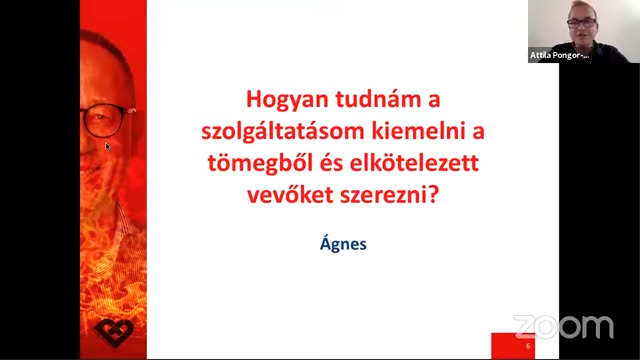 Attila Pongor-...
Hogyan tudnám a
szolgáltatásom kiemelni a
tömegből és elkötelezett
vevőket szerezni?
Ágnes
6
zoom